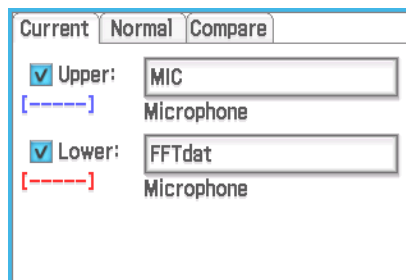 Current Normal Compare
Upper: MIC
[-----] Microphone
Lower: FFTdat
[-----] Microphone